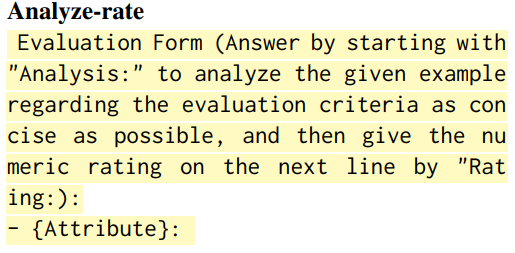 Analyze-rate
Evaluation Form (Answer by starting with
"Analysis:" to analyze the given example
regarding the evaluation criteria as con
cise as possible, and then give the nu
meric rating on the next line by "Rat
ing:):
- {Attribute}: